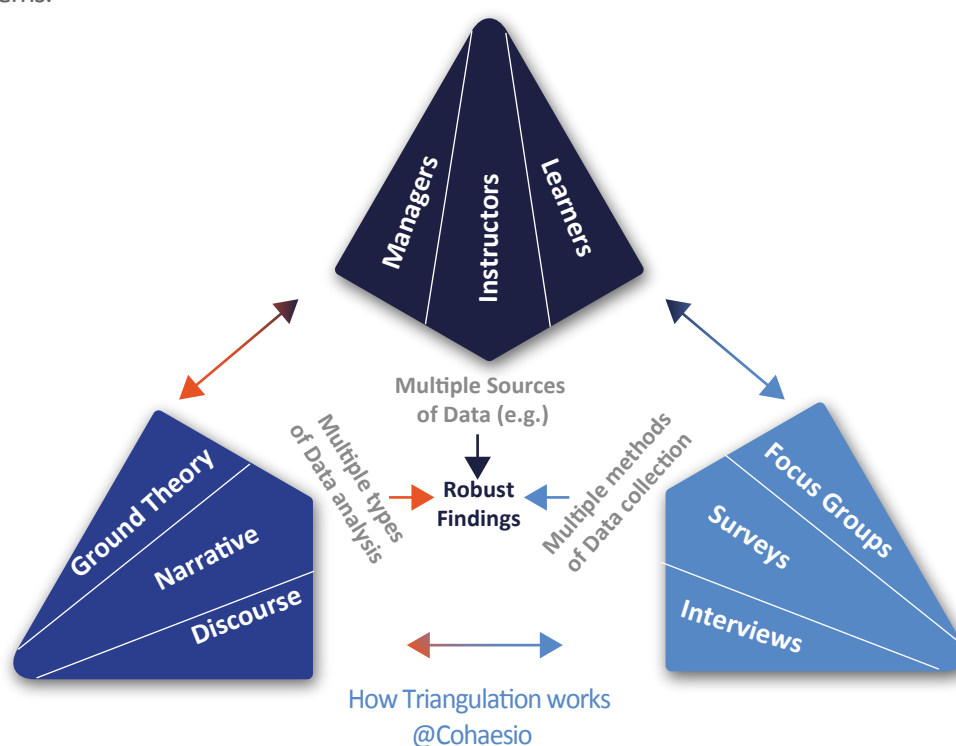 Managers
Instructors
Learners
Multiple Sources
of Data (e.g.)
Multiple types
of Data analysis
Robust
Findings
Multiple methods
of Data collection
Ground Theory
Narrative
Discourse
Focus Groups
Surveys
Interviews
How Triangulation works
@Cohaesio